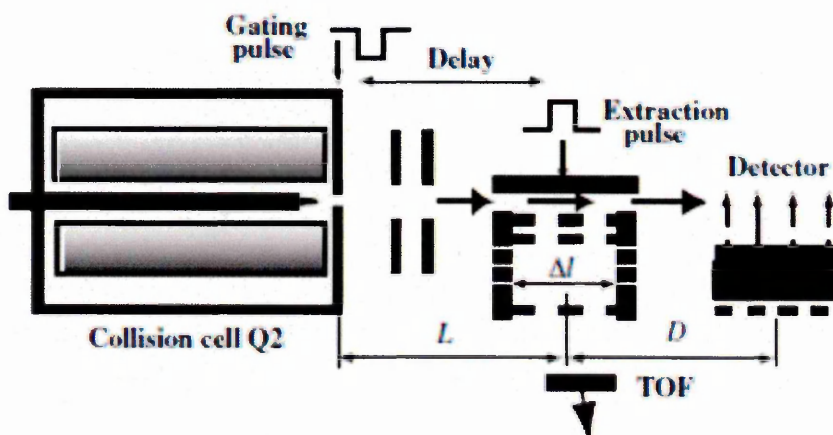 Gating
pulse
Delay
Extraction
pulse
Detector
Δl
Collision cell Q2
L
D
TOF